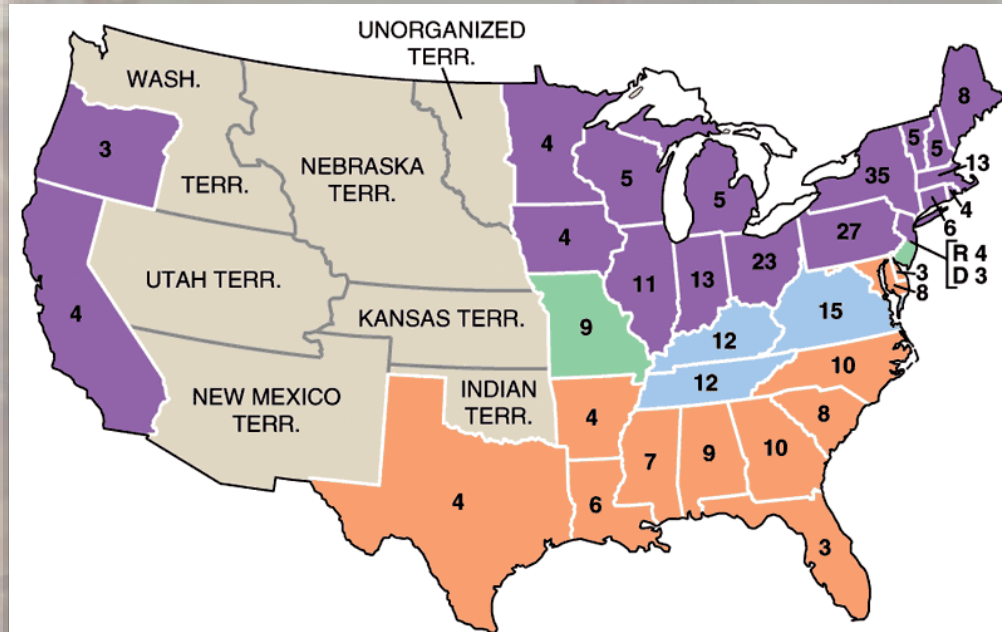 UNORGANIZED
TERR.
WASH.
TERR.
NEBRASKA
TERR.
UTAH TERR.
KANSAS TERR.
NEW MEXICO
TERR.
INDIAN
TERR.
3
4
4
5
5
4
11
13
23
9
35
27
5
5
8
13
4
6
R 4
D 3
3
8
15
12
12
10
8
10
9
7
4
6
4
3